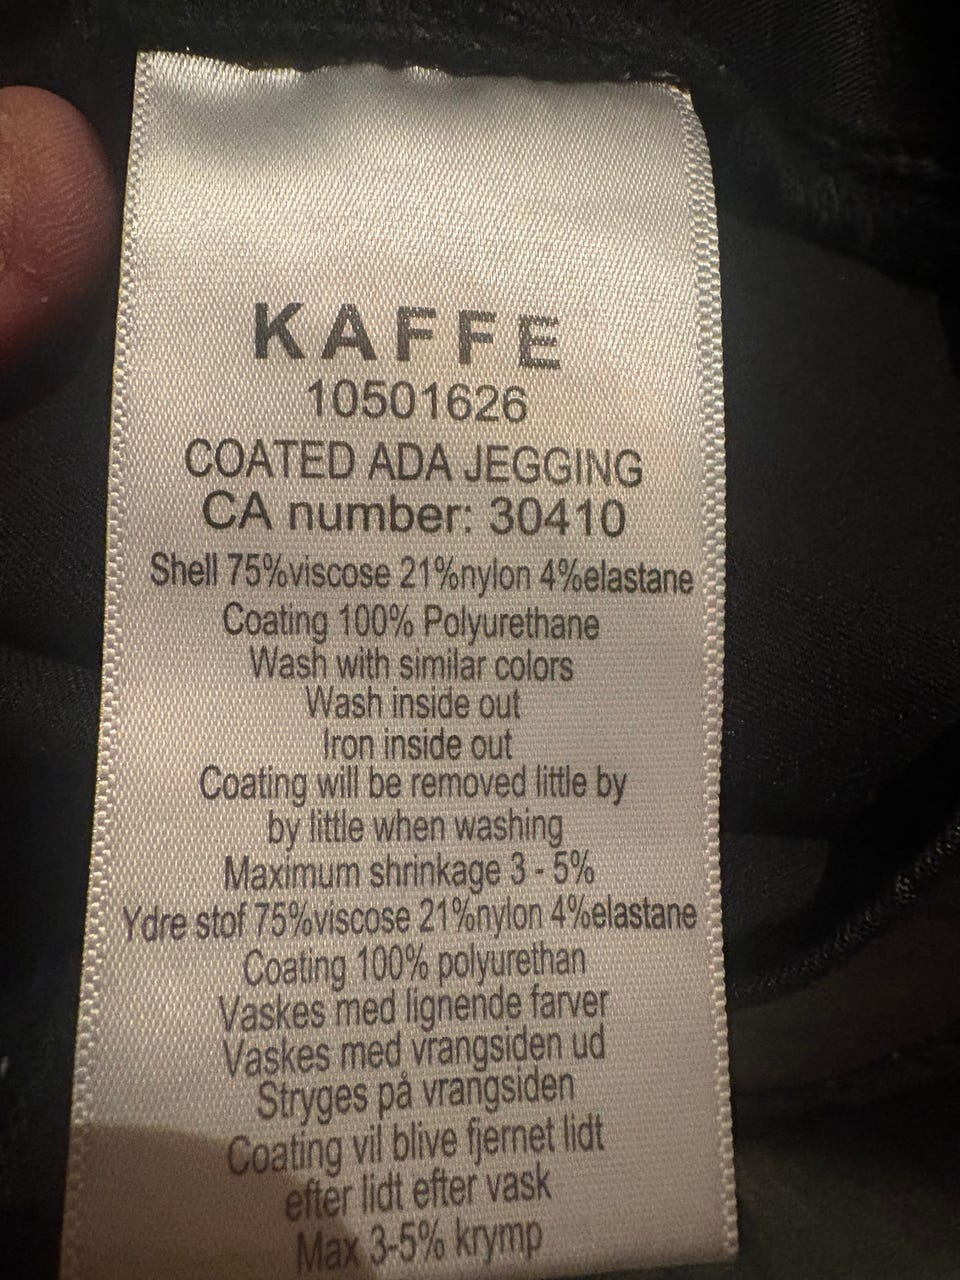 KAFFE
10501626
COATED ADA JEGGING
CA number: 30410
Shell 75%viscose 21%nylon 4%elastane
Coating 100% Polyurethane
Wash with similar colors
Wash inside out
Iron inside out
Coating will be removed little by
by little when washing
Maximum shrinkage 3 - 5%
Ydre stof 75%viscose 21%nylon 4%elastane
Coating 100% polyurethan
Vaskes med lignende farver
Vaskes med vrangsiden ud
Stryges på vrangsiden
Coating vil blive fjernet lidt
efter lidt efter vask
Max 3-5% krymp